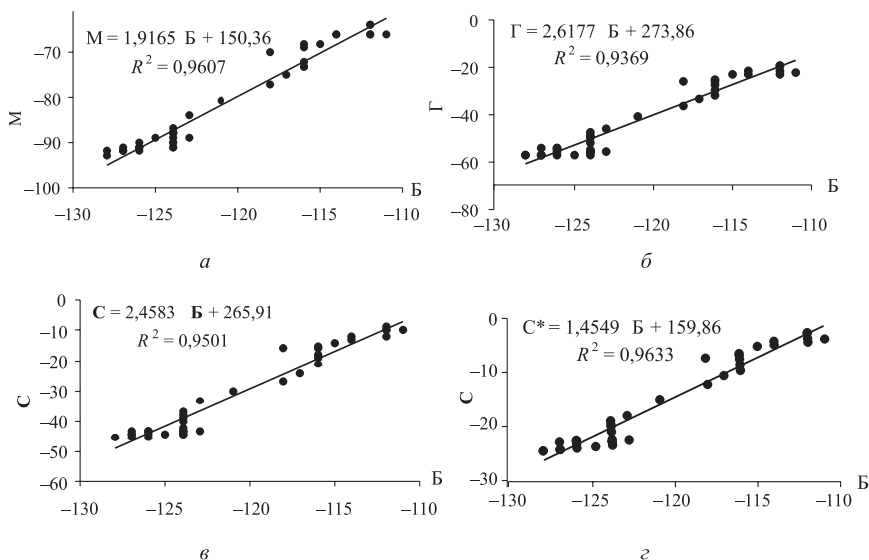 М = 1,9165 Б + 150,36
R² = 0,9607
М
−70
−80
−90
−100
−130 −125 −120 −115 −110
Б
а
Г = 2,6177 Б + 273,86
R² = 0,9369
Г
0
−20
−40
−60
−80
−130 −125 −120 −115 −110
Б
б
С = 2,4583 Б + 265,91
R² = 0,9501
С
0
−10
−20
−30
−40
−50
−60
−130 −125 −120 −115 −110
Б
в
С* = 1,4549 Б + 159,86
R² = 0,9633
С
0
−10
−20
−30
−130 −125 −120 −115 −110
Б
г